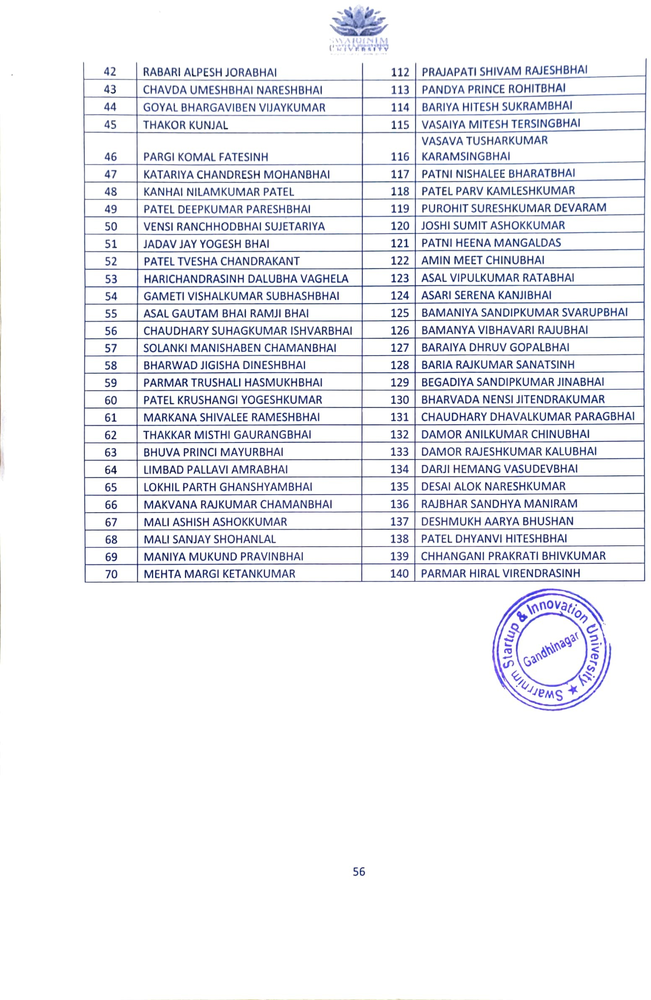 UNIVERSITY
42 RABARI ALPESH JORABHAI 112 PRAJAPATI SHIVAM RAJESHBHAI
43 CHAVDA UMESHBHAI NARESHBHAI 113 PANDYA PRINCE ROHITBHAI
44 GOYAL BHARGAVIBEN VIJAYKUMAR 114 BARIYA HITESH SUKRAMBHAI
45 THAKOR KUNJAL 115 VASAIYA MITESH TERSINGBHAI
VASAVA TUSHARKUMAR
46 PARGI KOMAL FATESINH 116 KARAMSINGBHAI
47 KATARIYA CHANDRESH MOHANBHAI 117 PATNI NISHALEE BHARATBHAI
48 KANHAI NILAMKUMAR PATEL 118 PATEL PARV KAMLESHKUMAR
49 PATEL DEEPKUMAR PARESHBHAI 119 PUROHIT SURESHKUMAR DEVARAM
50 VENSI RANCHHODBHAI SUJETARIYA 120 JOSHI SUMIT ASHOKKUMAR
51 JADAV JAY YOGESH BHAI 121 PATNI HEENA MANGALDAS
52 PATEL TVESHA CHANDRAKANT 122 AMIN MEET CHINUBHAI
53 HARICHANDRASINH DALUBHA VAGHELA 123 ASAL VIPULKUMAR RATABHAI
54 GAMETI VISHALKUMAR SUBHASHBHAI 124 ASARI SERENA KANJIBHAI
55 ASAL GAUTAM BHAI RAMJI BHAI 125 BAMANIYA SANDIPKUMAR SVARUPBHAI
56 CHAUDHARY SUHAGKUMAR ISHVARBHAI 126 BAMANYA VIBHAVARI RAJUBHAI
57 SOLANKI MANISHABEN CHAMANBHAI 127 BARAIYA DHRUV GOPALBHAI
58 BHARWAD JIGISHA DINESHBHAI 128 BARIA RAJKUMAR SANATSINH
59 PARMAR TRUSHALI HASMUKHBHAI 129 BEGADIYA SANDIPKUMAR JINABHAI
60 PATEL KRUSHANGI YOGESHKUMAR 130 BHARVADA NENSI JITENDRAKUMAR
61 MARKANA SHIVALEE RAMESHBHAI 131 CHAUDHARY DHAVALKUMAR PARAGBHAI
62 THAKKAR MISTHI GAURANGBHAI 132 DAMOR ANILKUMAR CHINUBHAI
63 BHUVA PRINCI MAYURBHAI 133 DAMOR RAJESHKUMAR KALUBHAI
64 LIMBAD PALLAVI AMRABHAI 134 DARJI HEMANG VASUDEVBHAI
65 LOKHIL PARTH GHANSHYAMBHAI 135 DESAI ALOK NARESHKUMAR
66 MAKVANA RAJKUMAR CHAMANBHAI 136 RAJBHAR SANDHYA MANIRAM
67 MALI ASHISH ASHOKKUMAR 137 DESHMUKH AARYA BHUSHAN
68 MALI SANJAY SHOHANLAL 138 PATEL DHYANVI HITESHBHAI
69 MANIYA MUKUND PRAVINBHAI 139 CHHANGANI PRAKRATI BHIVKUMAR
70 MEHTA MARGI KETANKUMAR 140 PARMAR HIRAL VIRENDRASINH
Swarrnim Startup & Innovation University ★
Gandhinagar
56